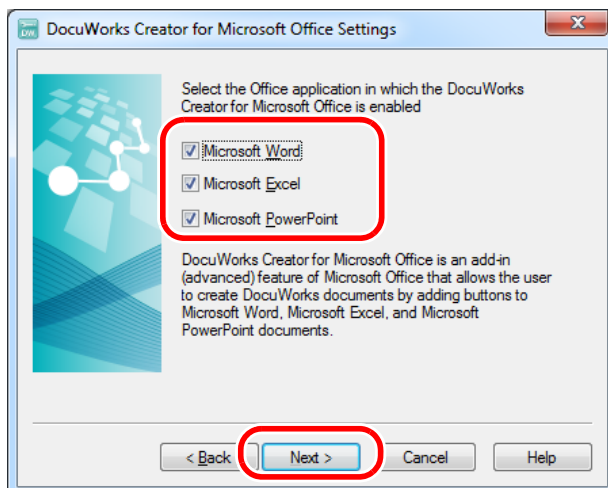 DW
DocuWorks Creator for Microsoft Office Settings
Select the Office application in which the DocuWorks
Creator for Microsoft Office is enabled
Microsoft Word
Microsoft Excel
Microsoft PowerPoint
DocuWorks Creator for Microsoft Office is an add-in
(advanced) feature of Microsoft Office that allows the user
to create DocuWorks documents by adding buttons to
Microsoft Word, Microsoft Excel, and Microsoft
PowerPoint documents.
< Back Next > Cancel Help